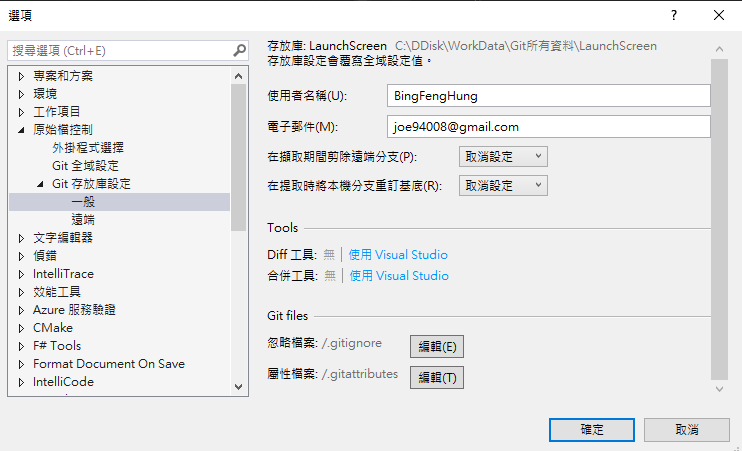 選項
搜尋選項 (Ctrl+E)
專案和方案
環境
工作項目
原始檔控制
外掛程式選擇
Git 全域設定
Git 存放庫設定
一般
遠端
文字編輯器
偵錯
IntelliTrace
效能工具
Azure 服務驗證
CMake
F# Tools
Format Document On Save
IntelliCode
存放庫: LaunchScreen C:\DDisk\WorkData\Git所有資料\LaunchScreen
存放庫設定會覆寫全域設定值。
使用者名稱(U): BingFengHung
電子郵件(M): joe94008@gmail.com
在擷取期間剪除遠端分支(P): 取消設定
在提取時將本機分支重訂基底(R): 取消設定
Tools
Diff 工具: 無 | 使用 Visual Studio
合併工具: 無 | 使用 Visual Studio
Git files
忽略檔案: /.gitignore 編輯(E)
屬性檔案: /.gitattributes 編輯(T)
確定 取消